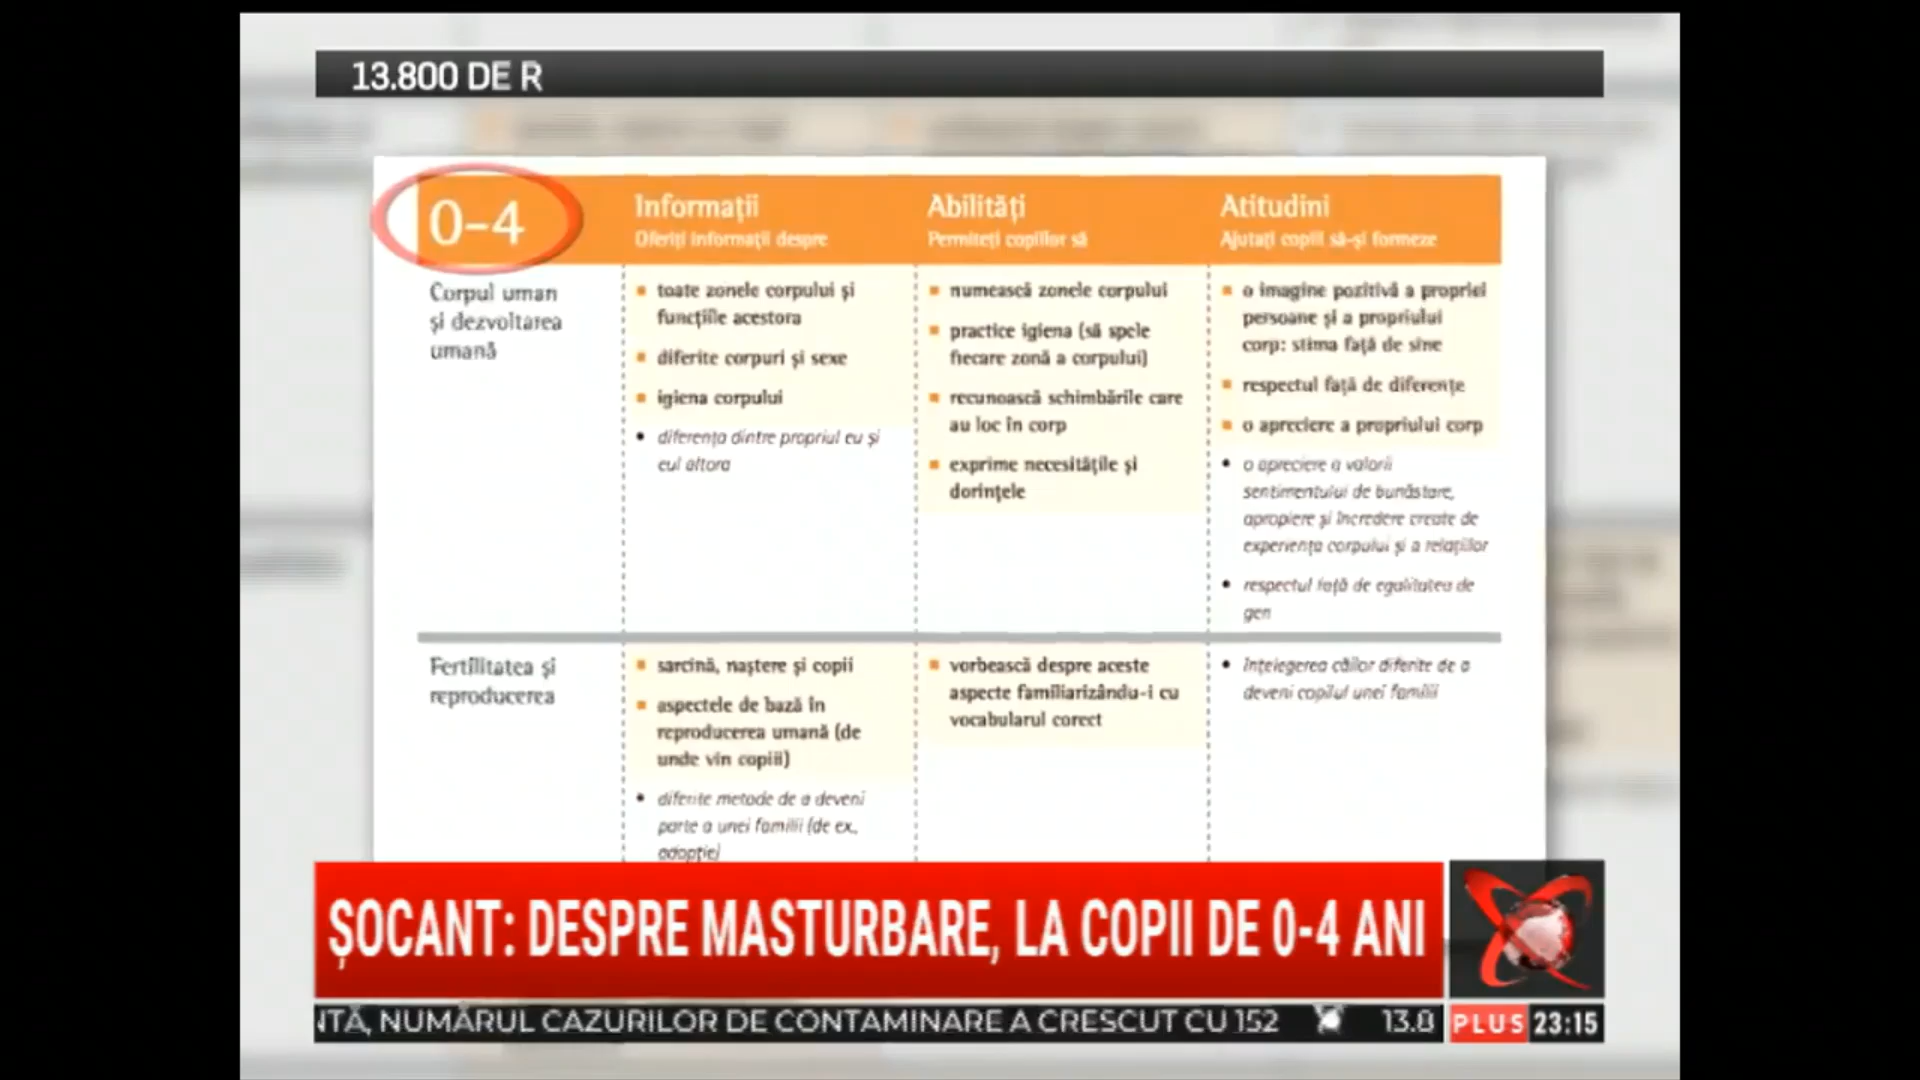 13.800 DE R
0-4
Informații
Oferiți informații despre
Abilități
Permiteți copiilor să
Atitudini
Ajutați copiii să-și formeze
Corpul uman
și dezvoltarea
umană
toate zonele corpului și
funcțiile acestora
diferite corpuri și sexe
igiena corpului
diferența dintre propriul eu și
eul altora
numească zonele corpului
practice igiena (să spele
fiecare zonă a corpului)
recunoască schimbările care
au loc în corp
exprime necesitățile și
dorințele
o imagine pozitivă a propriei
persoane și a propriului
corp: stima față de sine
respectul față de diferențe
o apreciere a propriului corp
o apreciere a valorii
sentimentului de bunăstare,
apropiere și încredere create de
experiența corpului și a relațiilor
respectul față de egalitatea de
gen
Fertilitatea și
reproducerea
sarcină, naștere și copii
aspectele de bază în
reproducerea umană (de
unde vin copiii)
diferite metode de a deveni
parte a unei familii (de ex.
adopție)
vorbească despre aceste
aspecte familiarizându-i cu
vocabularul corect
înțelegerea căilor diferite de a
deveni copilul unei familii
ȘOCANT: DESPRE MASTURBARE, LA COPII DE 0-4 ANI
NTĂ, NUMĂRUL CAZURILOR DE CONTAMINARE A CRESCUT CU 152 13.8
PLUS 23:15